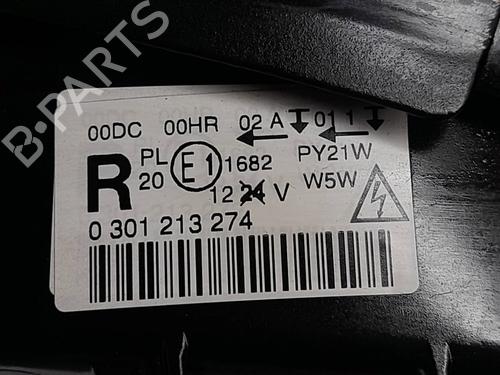 B-PARTS
00DC 00HR 02 A 01 1
R PL 20 E1 1682 PY21W
12 24 V W5W
0 301 213 274